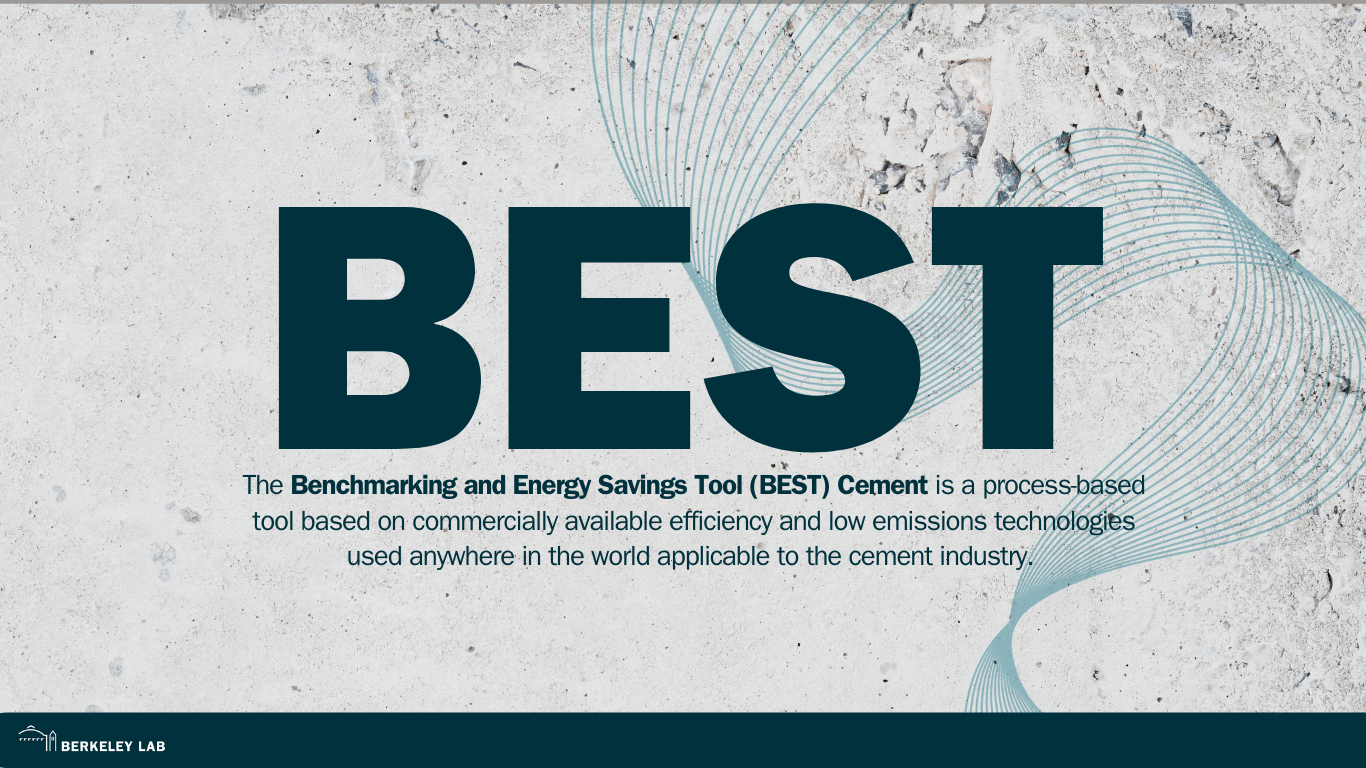 BEST
The Benchmarking and Energy Savings Tool (BEST) Cement is a process-based
tool based on commercially available efficiency and low emissions technologies
used anywhere in the world applicable to the cement industry.
BERKELEY LAB